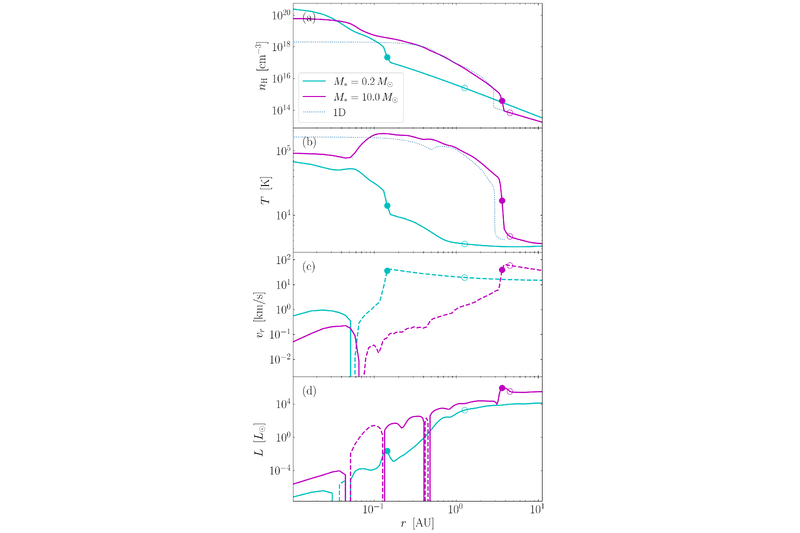 (a)
10^20
10^18
10^16
10^14
n_H [cm^−3]
M_* = 0.2 M_⊙
M_* = 10.0 M_⊙
1D
(b)
10^5
10^4
T [K]
(c)
10^2
10^1
10^0
10^−1
10^−2
v_r [km/s]
(d)
10^4
10^0
10^−4
L [L_⊙]
10^−1
10^0
10^1
r [AU]